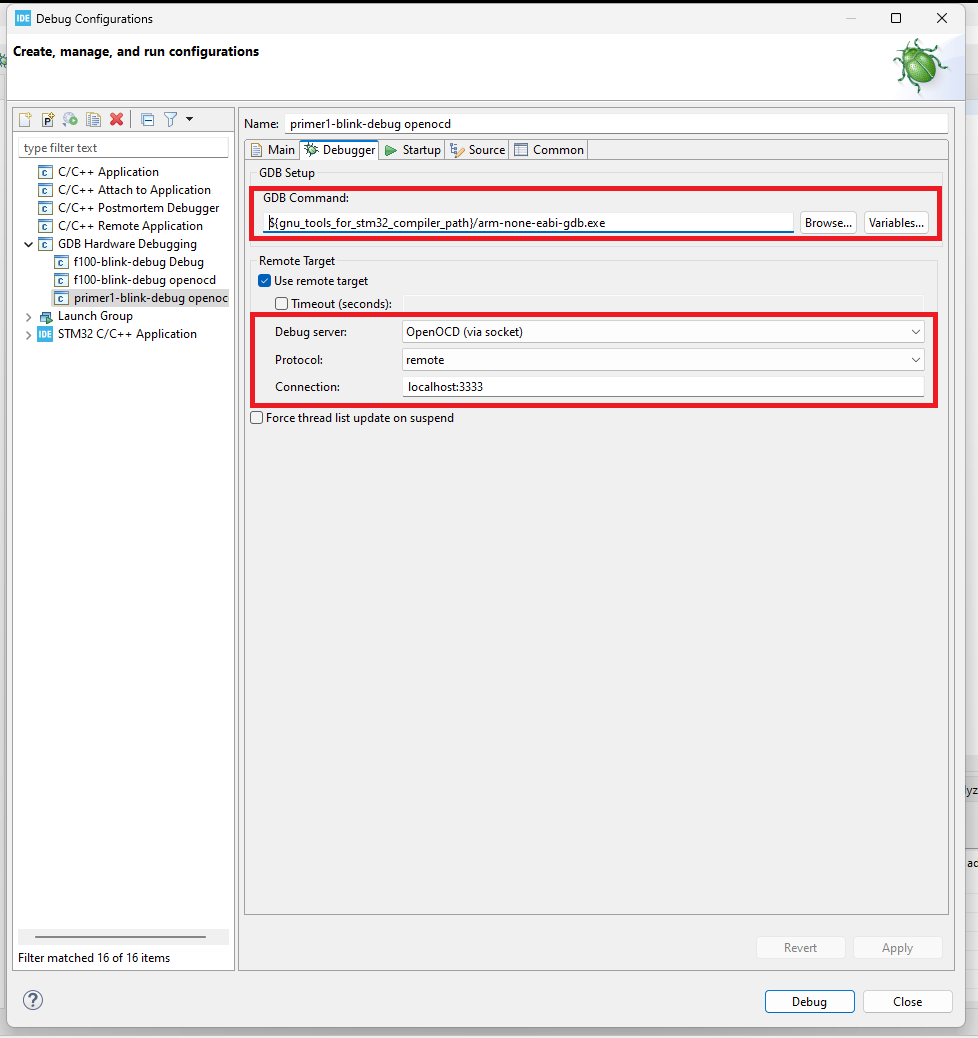 IDE Debug Configurations
Create, manage, and run configurations
type filter text
C/C++ Application
C/C++ Attach to Application
C/C++ Postmortem Debugger
C/C++ Remote Application
GDB Hardware Debugging
f100-blink-debug Debug
f100-blink-debug openocd
primer1-blink-debug openoc
Launch Group
IDE STM32 C/C++ Application
Filter matched 16 of 16 items
Name: primer1-blink-debug openocd
Main Debugger Startup Source Common
GDB Setup
GDB Command:
${gnu_tools_for_stm32_compiler_path}/arm-none-eabi-gdb.exe Browse... Variables...
Remote Target
Use remote target
Timeout (seconds):
Debug server: OpenOCD (via socket)
Protocol: remote
Connection: localhost:3333
Force thread list update on suspend
Revert Apply
? Debug Close